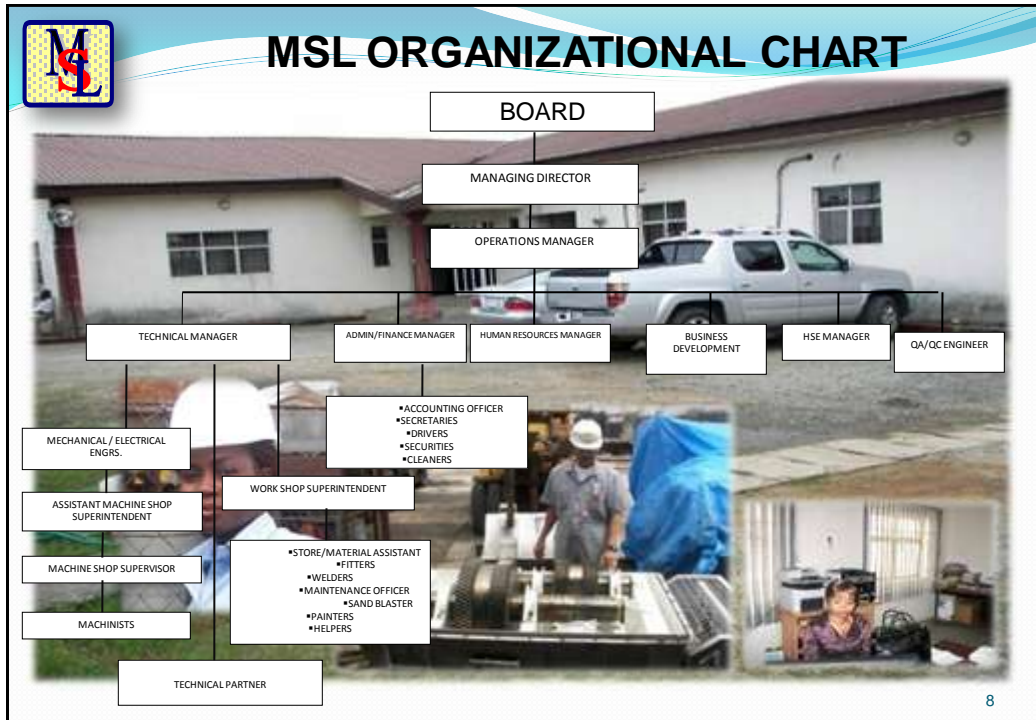 MSL
MSL ORGANIZATIONAL CHART
BOARD
MANAGING DIRECTOR
OPERATIONS MANAGER
TECHNICAL MANAGER
ADMIN/FINANCE MANAGER
HUMAN RESOURCES MANAGER
BUSINESS
DEVELOPMENT
HSE MANAGER
QA/QC ENGINEER
▪ACCOUNTING OFFICER
▪SECRETARIES
▪DRIVERS
▪SECURITIES
▪CLEANERS
MECHANICAL / ELECTRICAL
ENGRS.
ASSISTANT MACHINE SHOP
SUPERINTENDENT
MACHINE SHOP SUPERVISOR
MACHINISTS
WORK SHOP SUPERINTENDENT
▪STORE/MATERIAL ASSISTANT
▪FITTERS
▪WELDERS
▪MAINTENANCE OFFICER
▪SAND BLASTER
▪PAINTERS
▪HELPERS
TECHNICAL PARTNER
8